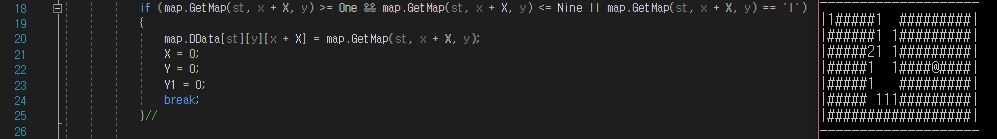 18 if (map.GetMap(st, x + X, y) >= One && map.GetMap(st, x + X, y) <= Nine || map.GetMap(st, x + X, y) == '|')
19 {
20 map.DData[st][y][x + X] = map.GetMap(st, x + X, y);
21 X = 0;
22 Y = 0;
23 Y1 = 0;
24 break;
25 }//
26
--------------------
|1#####1  #########|
|######1 1#########|
|#####21 1#########|
|#####1  1####@####|
|#####1   #########|
|##### 111#########|
|##################|
--------------------